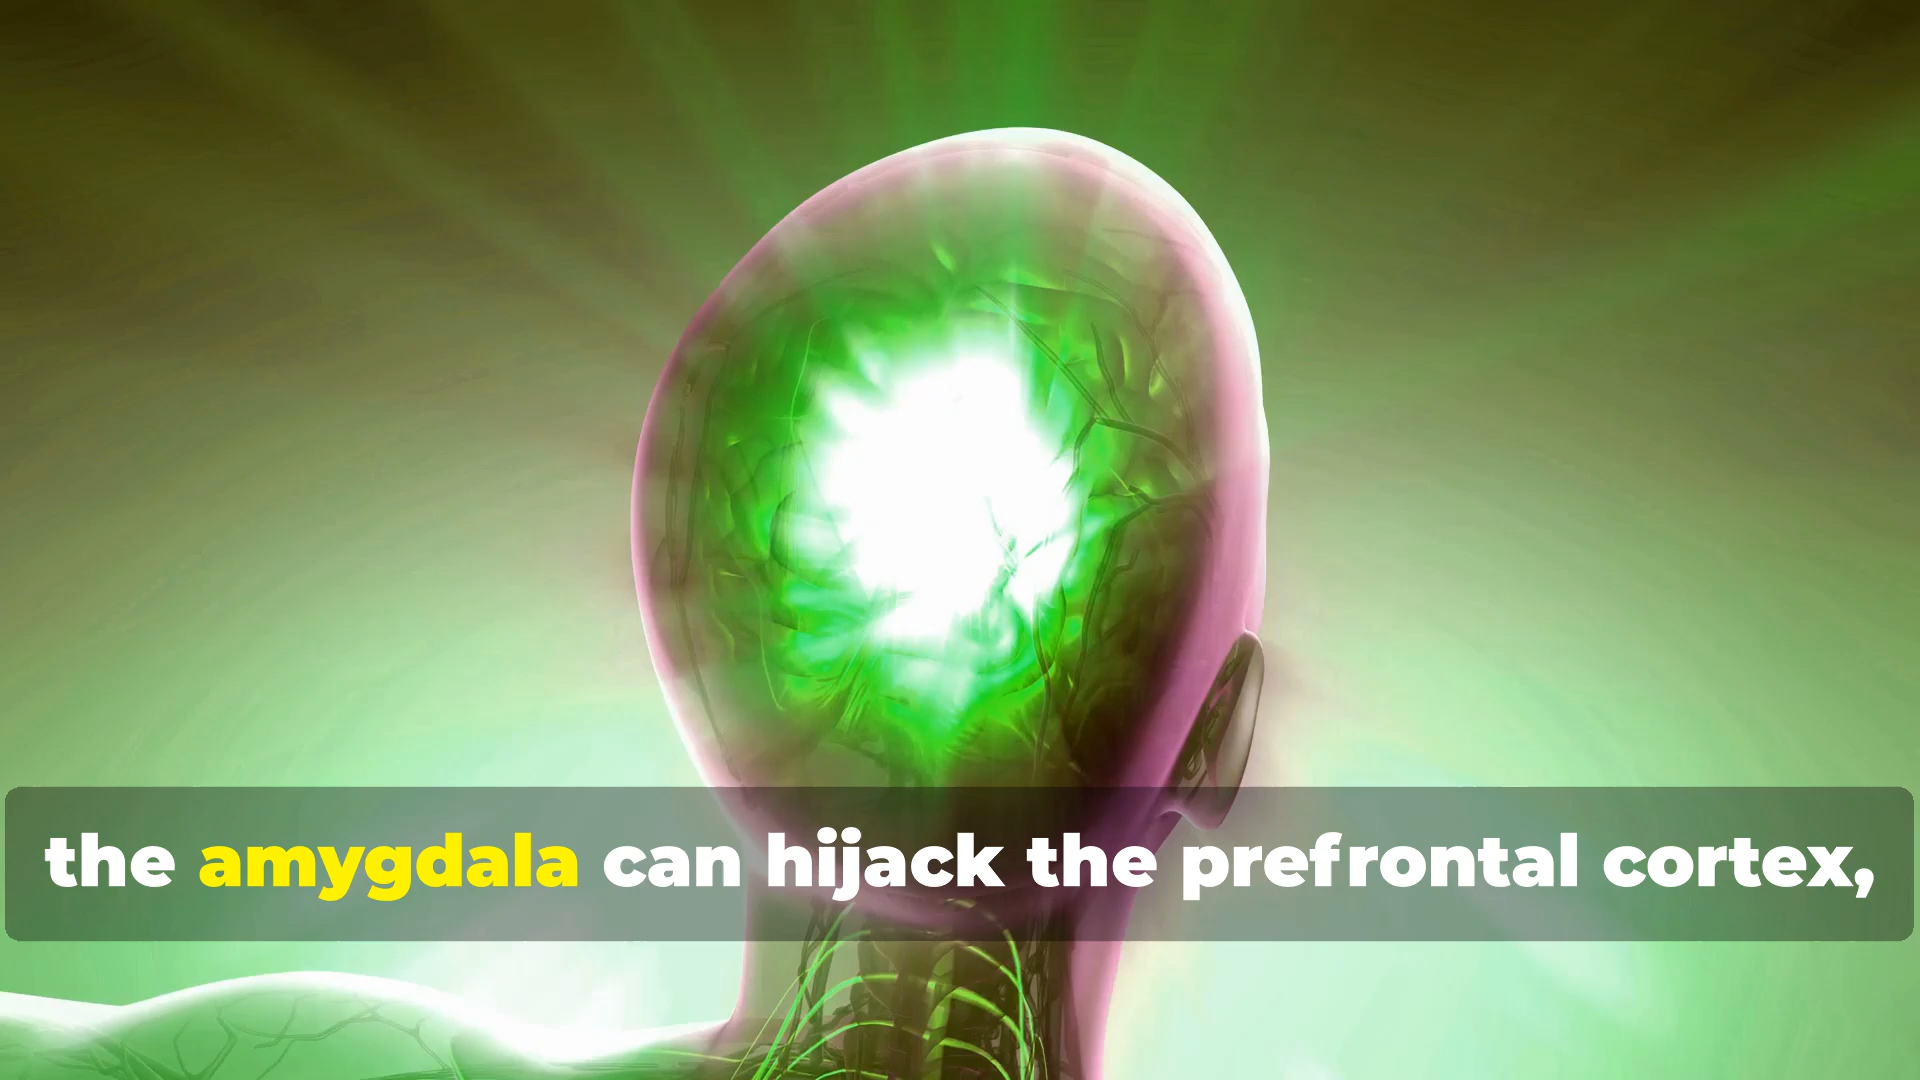 the amygdala can hijack the prefrontal cortex,